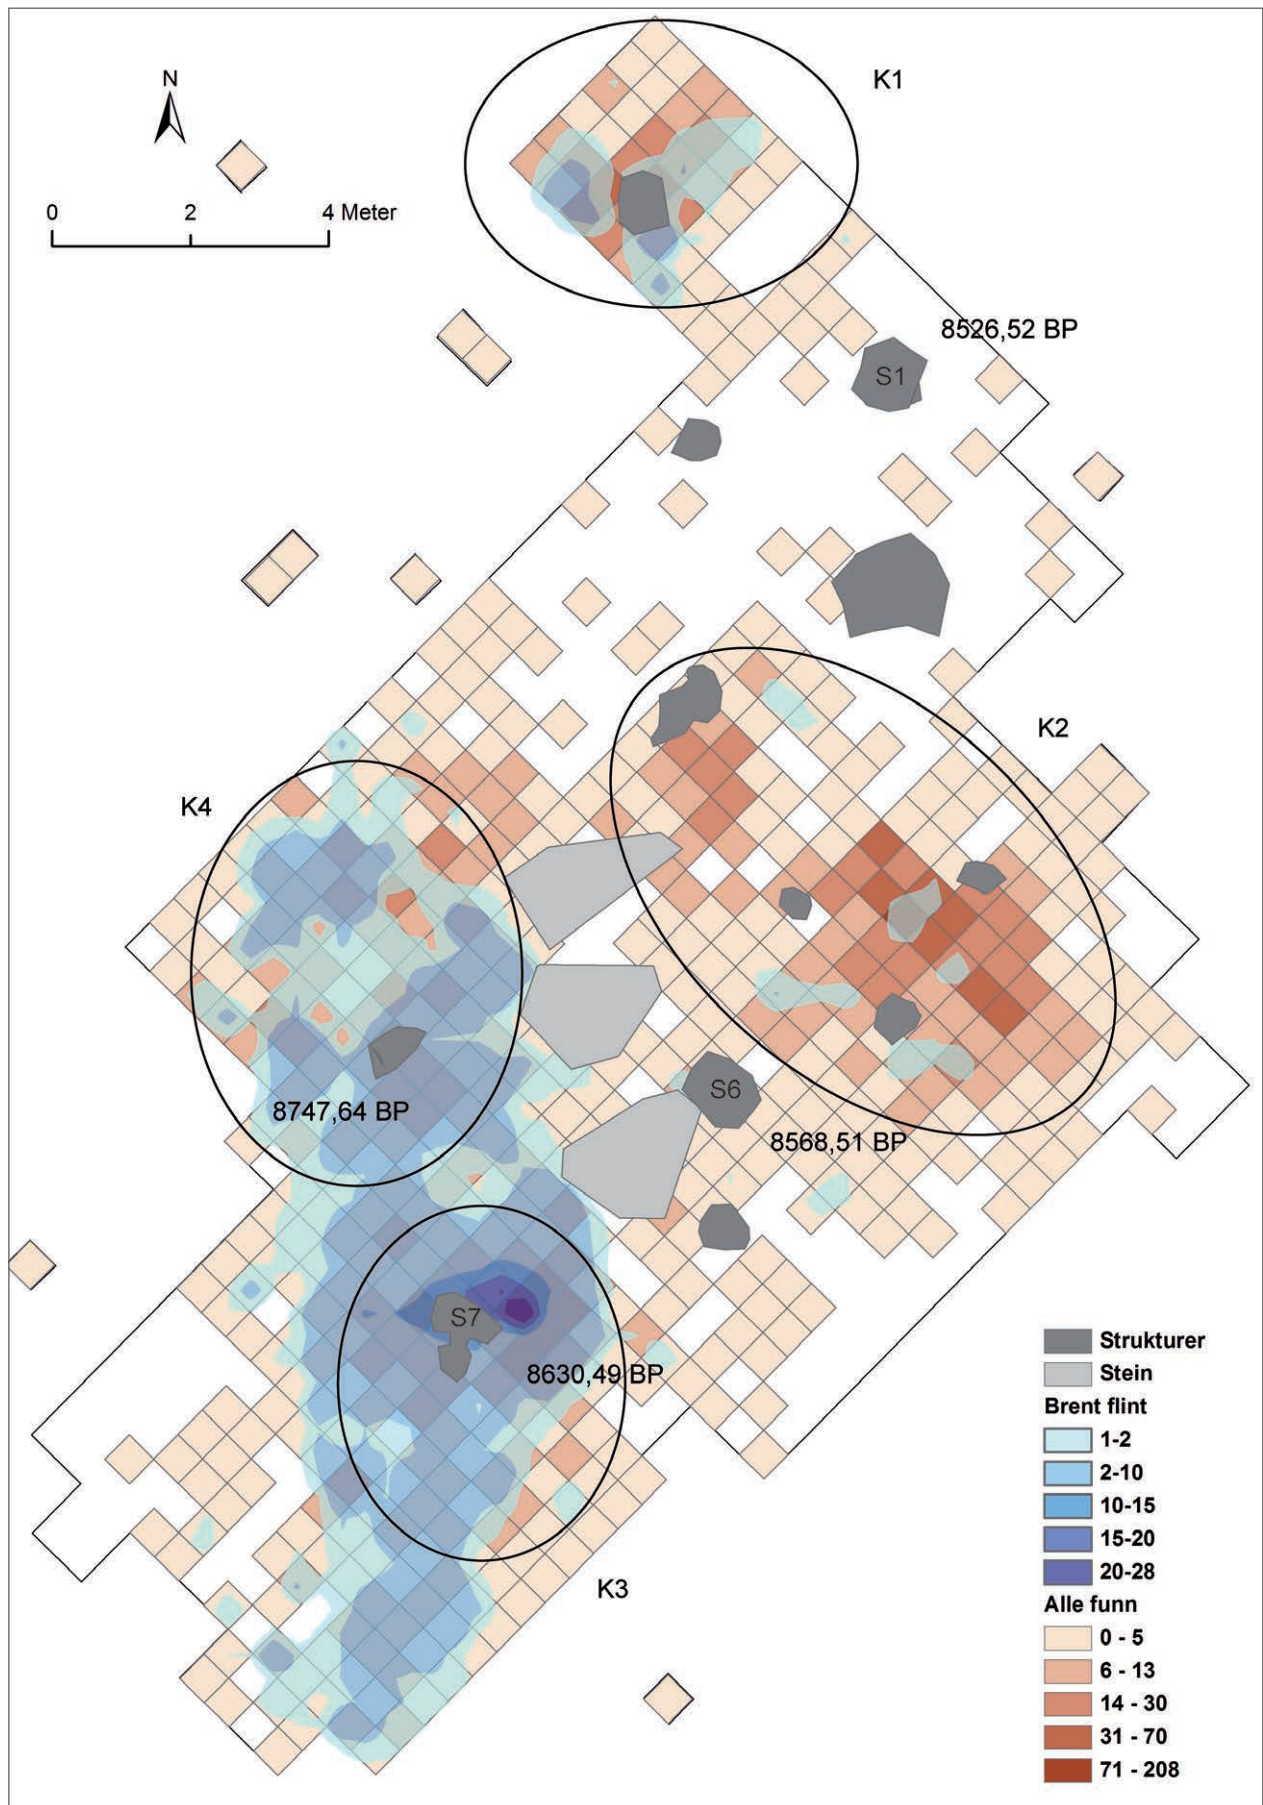 N
K1
0 2 4 Meter
8526,52 BP
S1
K2
K4
S6
8747,64 BP
8568,51 BP
S7
8630,49 BP
K3
Strukturer
Stein
Brent flint
1-2
2-10
10-15
15-20
20-28
Alle funn
0 - 5
6 - 13
14 - 30
31 - 70
71 - 208